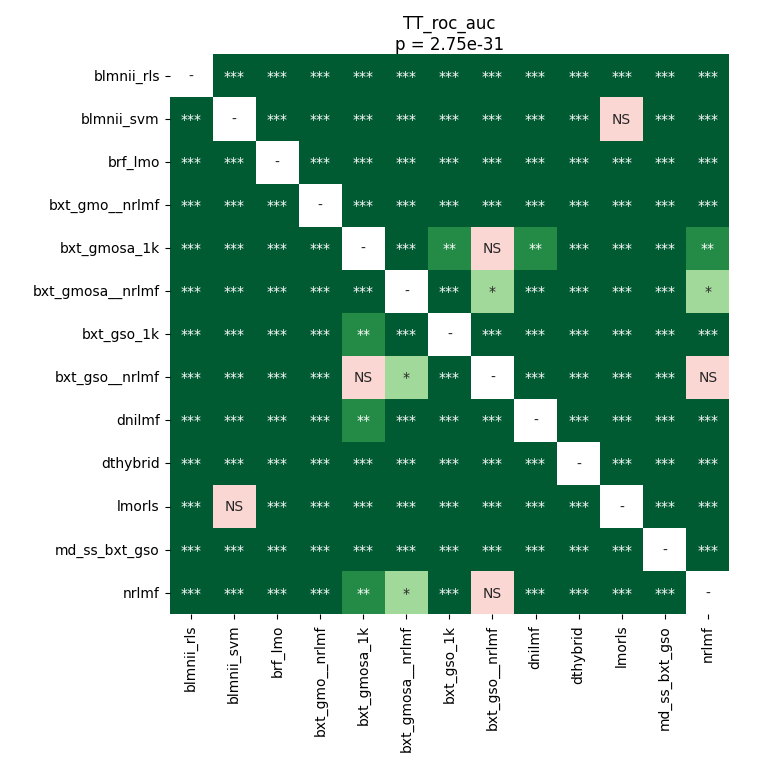 TT_roc_auc
p = 2.75e-31
blmnii_rls - *** *** *** *** *** *** *** *** *** *** *** ***
blmnii_svm *** - *** *** *** *** *** *** *** *** NS *** ***
brf_lmo *** *** - *** *** *** *** *** *** *** *** *** ***
bxt_gmo__nrlmf *** *** *** - *** *** *** *** *** *** *** *** ***
bxt_gmosa_1k *** *** *** *** - *** ** NS ** *** *** *** **
bxt_gmosa__nrlmf *** *** *** *** *** - *** * *** *** *** *** *
bxt_gso_1k *** *** *** *** ** *** - *** *** *** *** *** ***
bxt_gso__nrlmf *** *** *** *** NS * *** - *** *** *** *** NS
dnilmf *** *** *** *** ** *** *** *** - *** *** *** ***
dthybrid *** *** *** *** *** *** *** *** *** - *** *** ***
lmorls *** NS *** *** *** *** *** *** *** *** - *** ***
md_ss_bxt_gso *** *** *** *** *** *** *** *** *** *** *** - ***
nrlmf *** *** *** *** ** * *** NS *** *** *** *** -
blmnii_rls
blmnii_svm
brf_lmo
bxt_gmo__nrlmf
bxt_gmosa_1k
bxt_gmosa__nrlmf
bxt_gso_1k
bxt_gso__nrlmf
dnilmf
dthybrid
lmorls
md_ss_bxt_gso
nrlmf